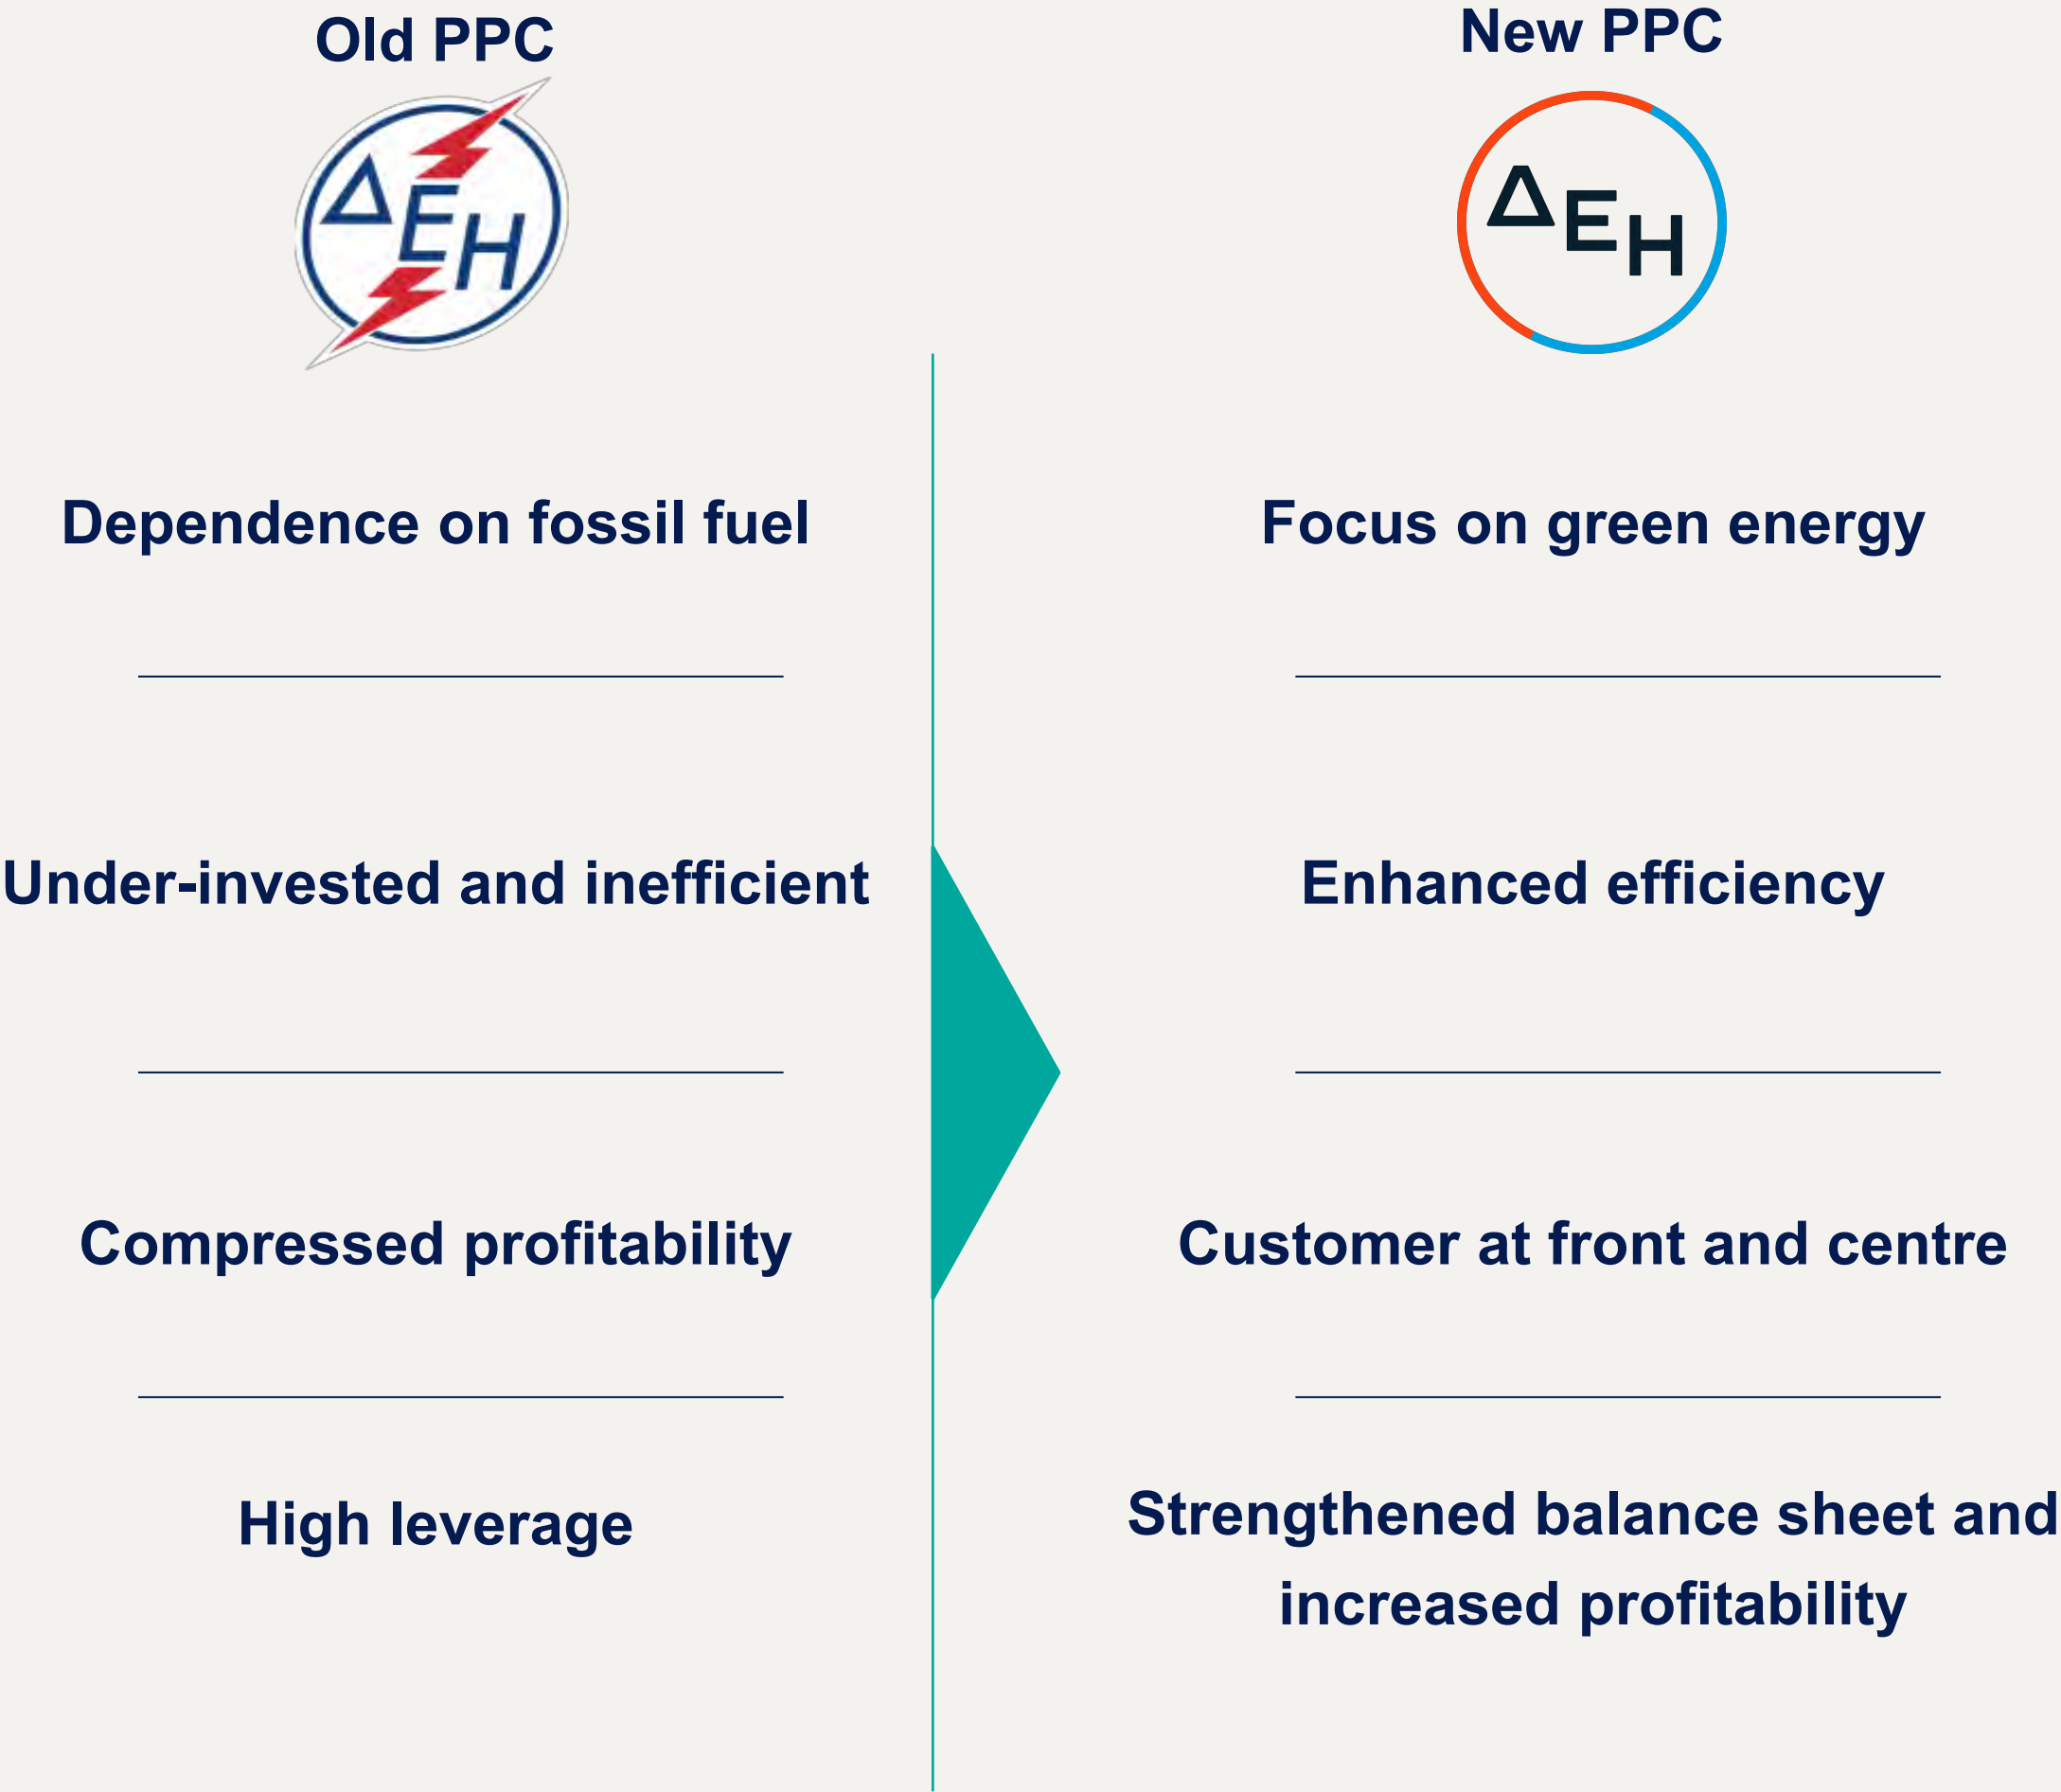 Old PPC
ΔΕΗ
Dependence on fossil fuel
Under-invested and inefficient
Compressed profitability
High leverage
New PPC
ΔΕΗ
Focus on green energy
Enhanced efficiency
Customer at front and centre
Strengthened balance sheet and
increased profitability